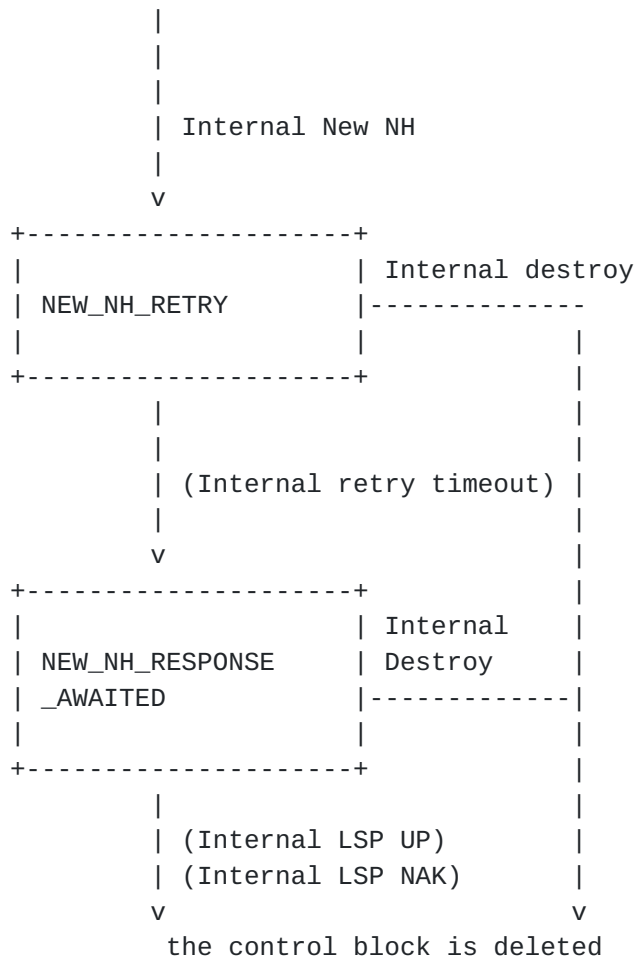 Internal New NH
Internal destroy
NEW_NH_RETRY
(Internal retry timeout)
Internal
NEW_NH_RESPONSE Destroy
_AWAITED
(Internal LSP UP)
(Internal LSP NAK)
v v
the control block is deleted